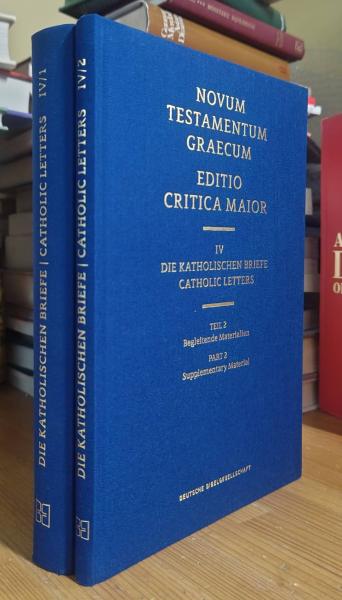 DIE KATHOLISCHEN BRIEFE | CATHOLIC LETTERS IV/1
DIE KATHOLISCHEN BRIEFE | CATHOLIC LETTERS IV/2
NOVUM
TESTAMENTUM
GRAECUM
EDITIO
CRITICA MAIOR
IV
DIE KATHOLISCHEN BRIEFE
CATHOLIC LETTERS
TEIL 2
Begleitende Materialien
PART 2
Supplementary Material
DEUTSCHE BIBELGESELLSCHAFT